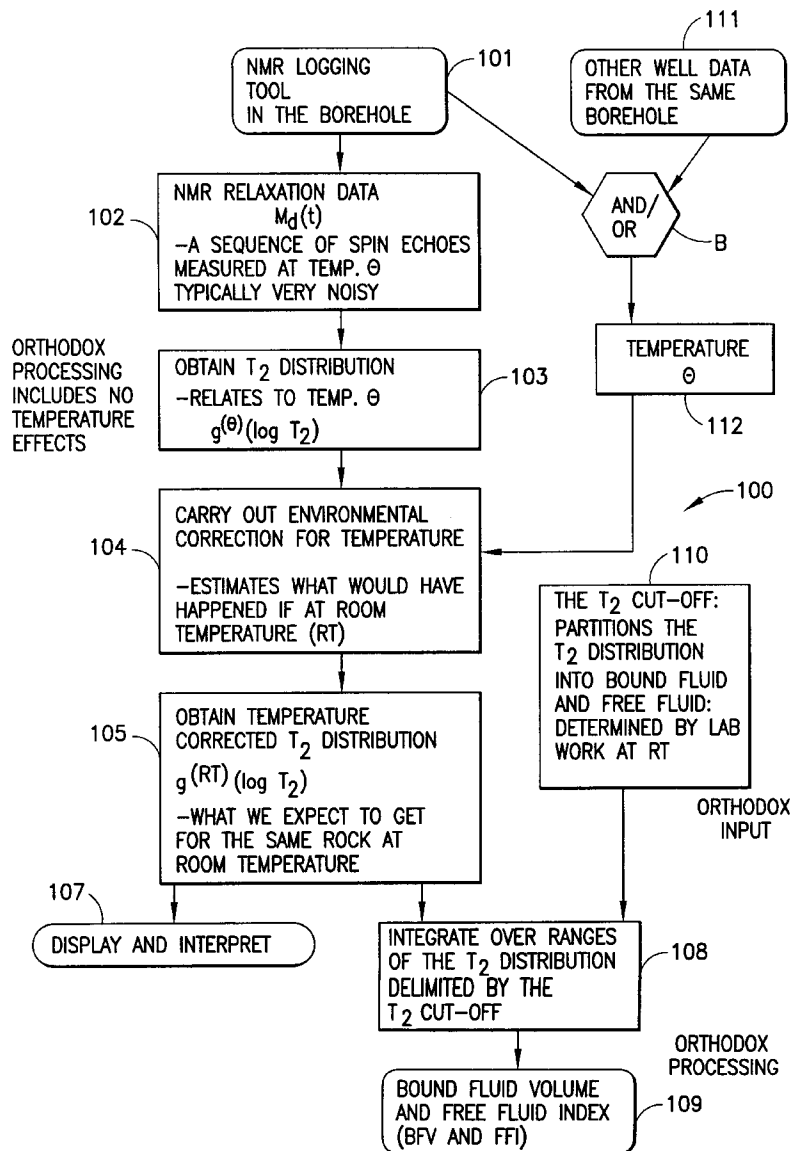 111
NMR LOGGING
TOOL
IN THE BOREHOLE
101
OTHER WELL DATA
FROM THE SAME
BOREHOLE
102
NMR RELAXATION DATA
Md(t)
–A SEQUENCE OF SPIN ECHOES
MEASURED AT TEMP. Θ
TYPICALLY VERY NOISY
AND/
OR
B
ORTHODOX
PROCESSING
INCLUDES NO
TEMPERATURE
EFFECTS
OBTAIN T2 DISTRIBUTION
–RELATES TO TEMP. Θ
g(Θ)(log T2)
103
TEMPERATURE
Θ
112
100
104
CARRY OUT ENVIRONMENTAL
CORRECTION FOR TEMPERATURE
–ESTIMATES WHAT WOULD HAVE
HAPPENED IF AT ROOM
TEMPERATURE (RT)
110
THE T2 CUT–OFF:
PARTITIONS THE
T2 DISTRIBUTION
INTO BOUND FLUID
AND FREE FLUID:
DETERMINED BY LAB
WORK AT RT
ORTHODOX
INPUT
105
OBTAIN TEMPERATURE
CORRECTED T2 DISTRIBUTION
g(RT)(log T2)
–WHAT WE EXPECT TO GET
FOR THE SAME ROCK AT
ROOM TEMPERATURE
107
DISPLAY AND INTERPRET
INTEGRATE OVER RANGES
OF THE T2 DISTRIBUTION
DELIMITED BY THE
T2 CUT–OFF
108
ORTHODOX
PROCESSING
BOUND FLUID VOLUME
AND FREE FLUID INDEX
(BFV AND FFI)
109